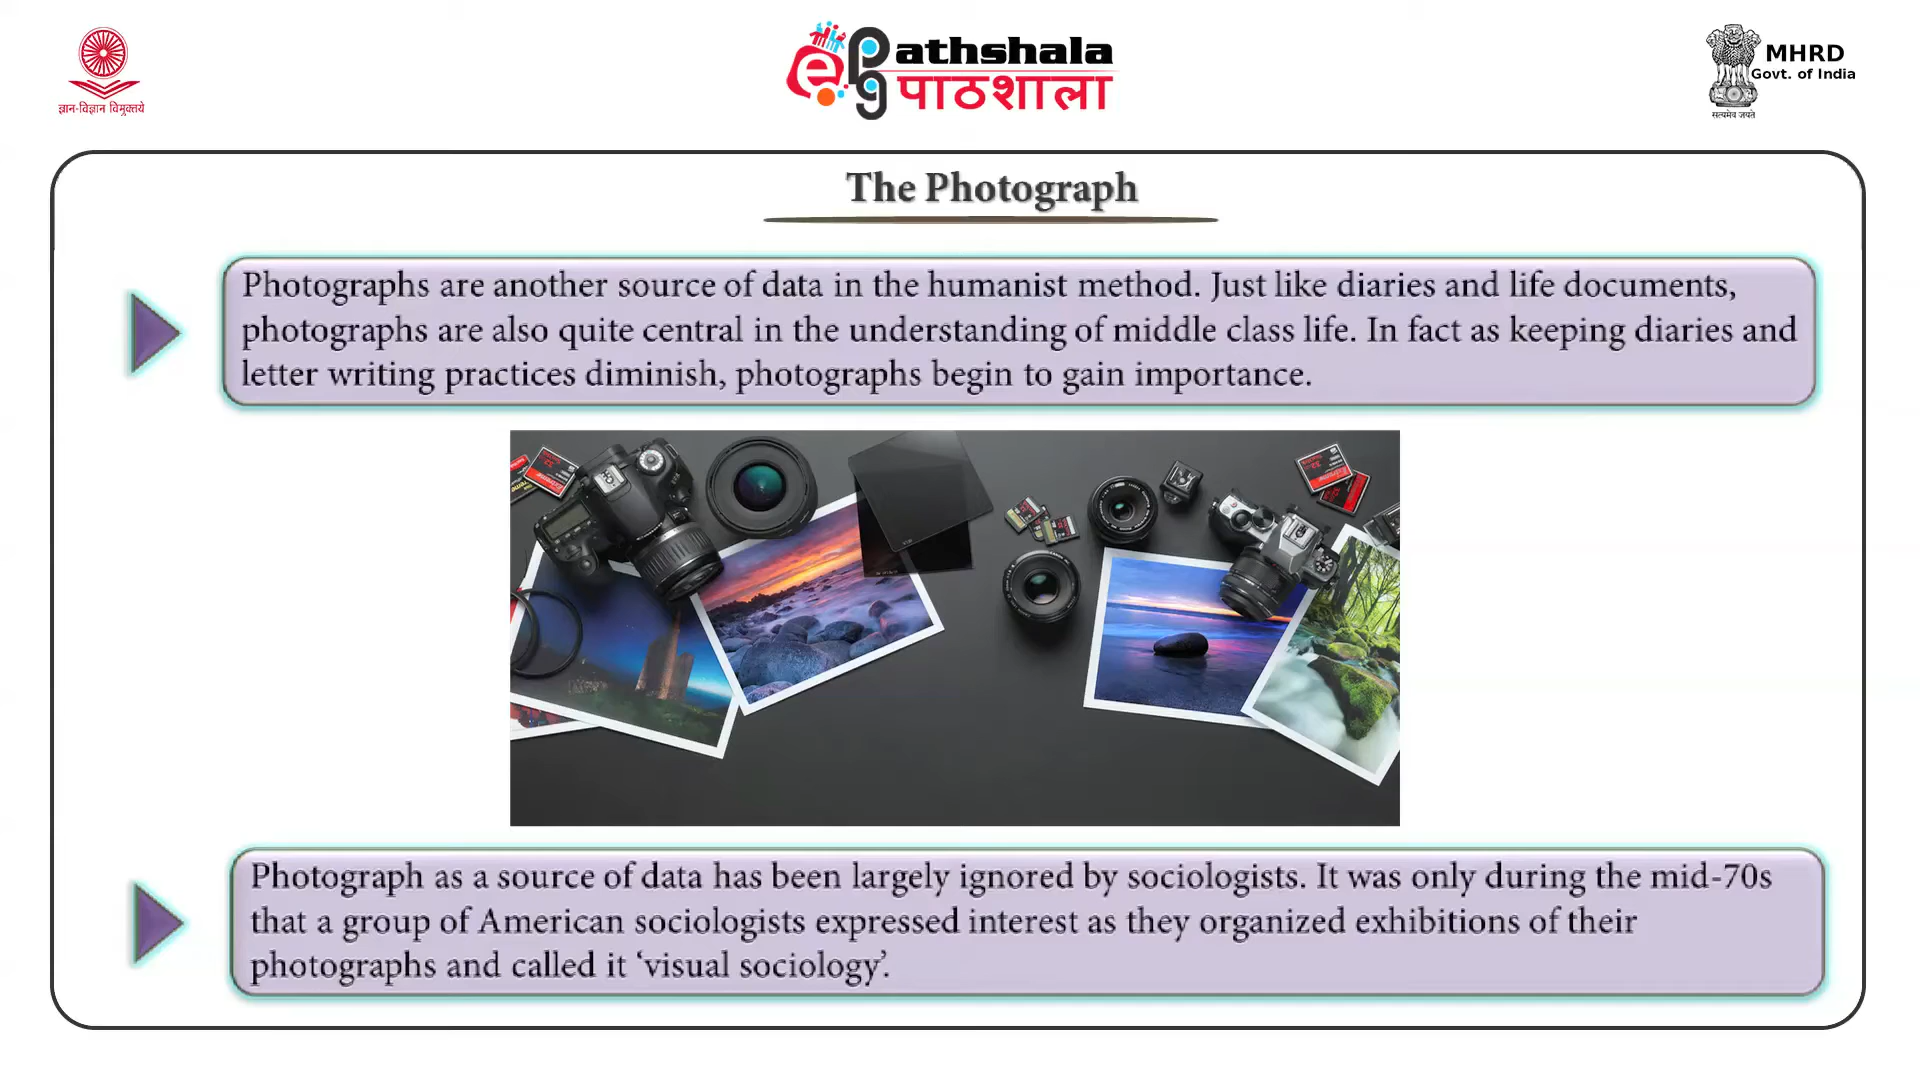 ज्ञान-विज्ञान विमुक्तये
ePG Pathshala
पाठशाला
MHRD
Govt. of India
सत्यमेव जयते
The Photograph
Photographs are another source of data in the humanist method. Just like diaries and life documents,
photographs are also quite central in the understanding of middle class life. In fact as keeping diaries and
letter writing practices diminish, photographs begin to gain importance.
Photograph as a source of data has been largely ignored by sociologists. It was only during the mid-70s
that a group of American sociologists expressed interest as they organized exhibitions of their
photographs and called it ‘visual sociology’.